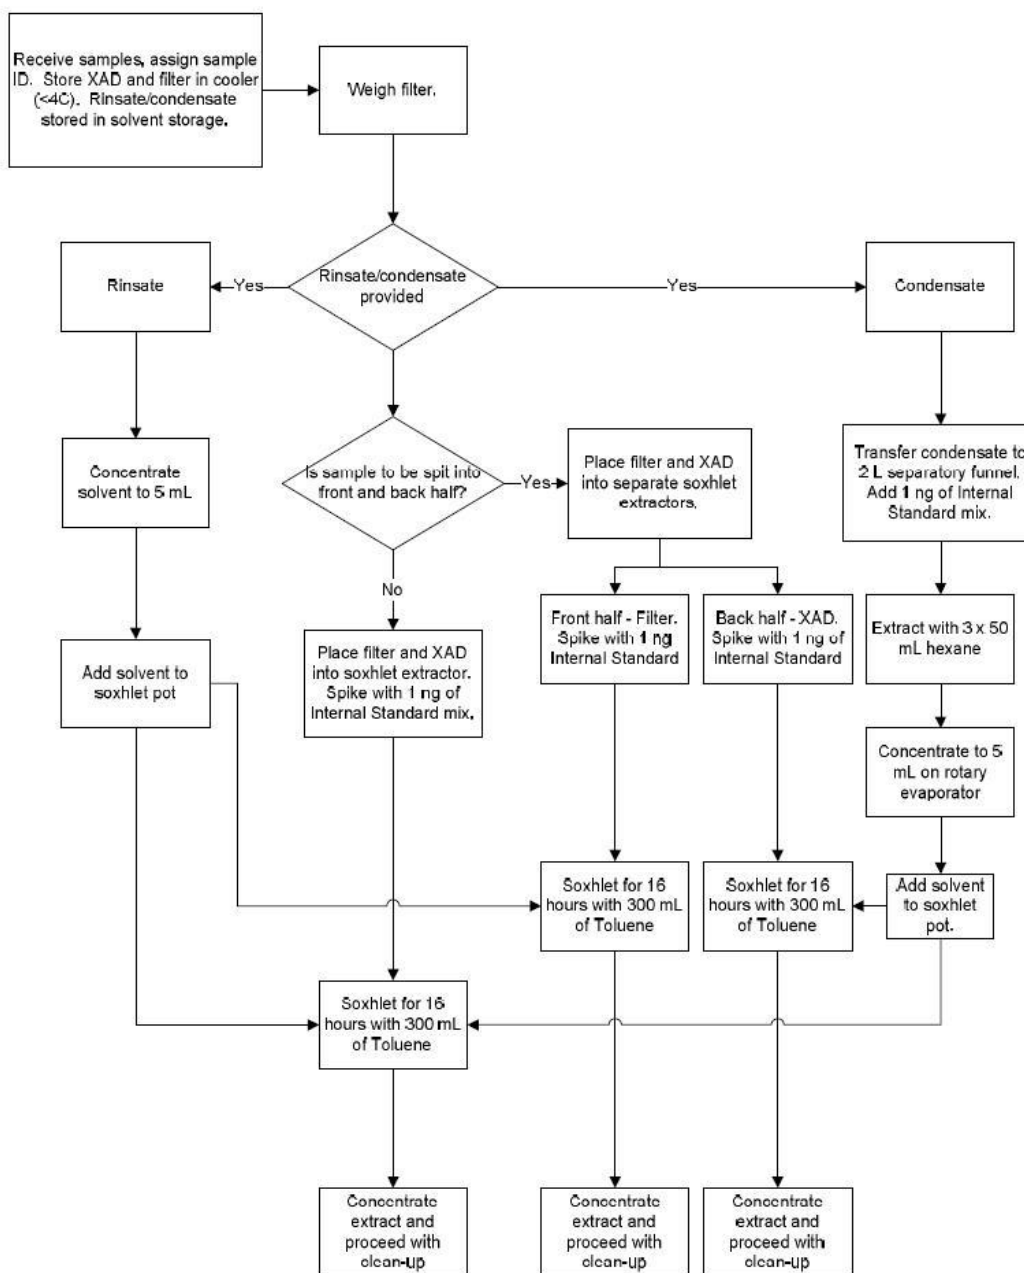 Receive samples, assign sample
ID. Store XAD and filter in cooler
(<4C). Rinsate/condensate
stored in solvent storage.
Weigh filter.
Rinsate
Yes
Rinsate/condensate
provided
Yes
Condensate
Concentrate
solvent to 5 mL
Is sample to be spit into
front and back half?
Yes
Place filter and XAD
into separate soxhlet
extractors.
Transfer condensate to
2 L separatory funnel.
Add 1 ng of Internal
Standard mix.
No
Front half - Filter.
Spike with 1 ng
Internal Standard
Back half - XAD.
Spike with 1 ng of
Internal Standard
Extract with 3 x 50
mL hexane
Add solvent to
soxhlet pot
Place filter and XAD
into soxhlet extractor.
Spike with 1 ng of
Internal Standard mix.
Concentrate to 5
mL on rotary
evaporator
Soxhlet for 16
hours with 300 mL
of Toluene
Soxhlet for 16
hours with 300 mL
of Toluene
Add solvent
to soxhlet
pot.
Soxhlet for 16
hours with 300 mL
of Toluene
Concentrate
extract and
proceed with
clean-up
Concentrate
extract and
proceed with
clean-up
Concentrate
extract and
proceed with
clean-up